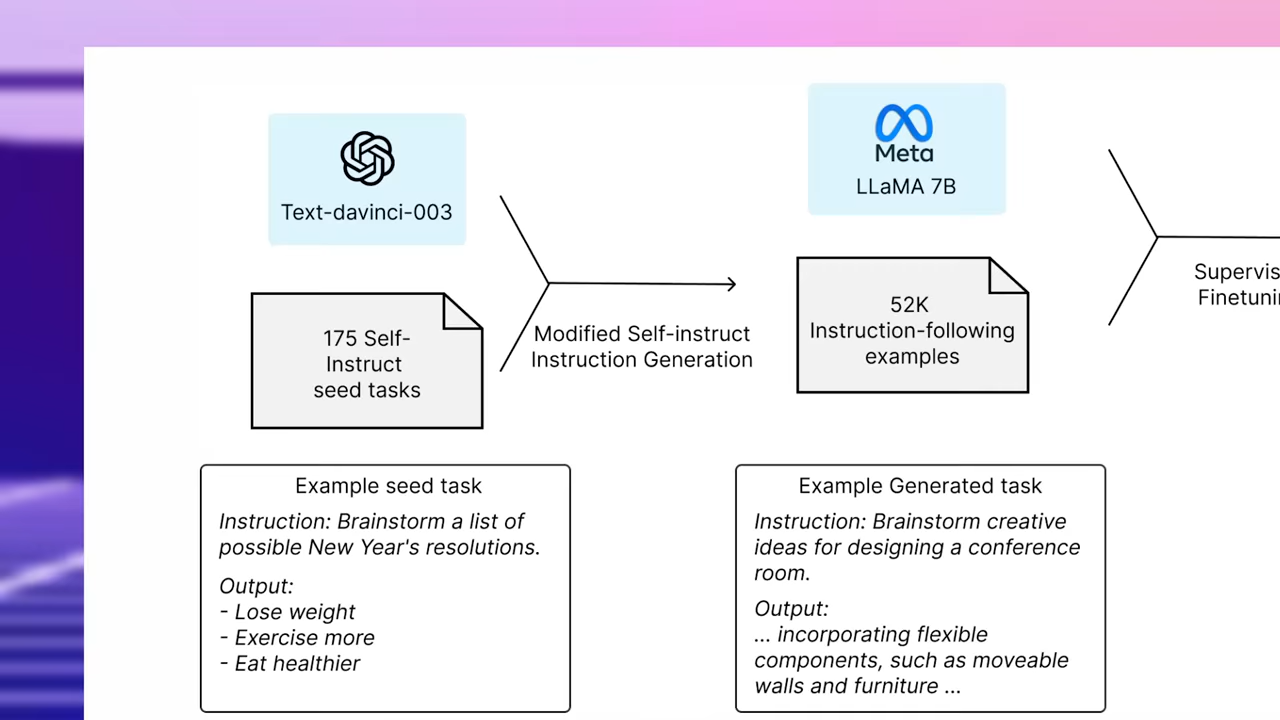 Text-davinci-003
175 Self-
Instruct
seed tasks
Modified Self-instruct
Instruction Generation
Meta
LLaMA 7B
52K
Instruction-following
examples
Supervis
Finetuni
Example seed task
Instruction: Brainstorm a list of
possible New Year's resolutions.
Output:
- Lose weight
- Exercise more
- Eat healthier
Example Generated task
Instruction: Brainstorm creative
ideas for designing a conference
room.
Output:
... incorporating flexible
components, such as moveable
walls and furniture ...